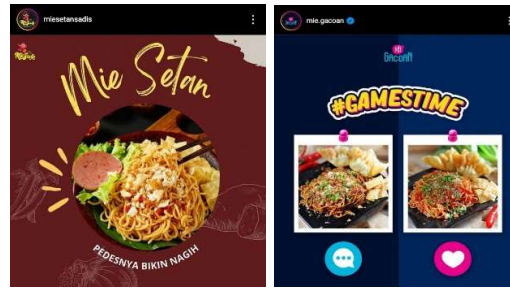 miesetansadis
Mie Setan
PEDESNYA BIKIN NAGIH
mie.gacoan
GACOAN
#GAMESTIME